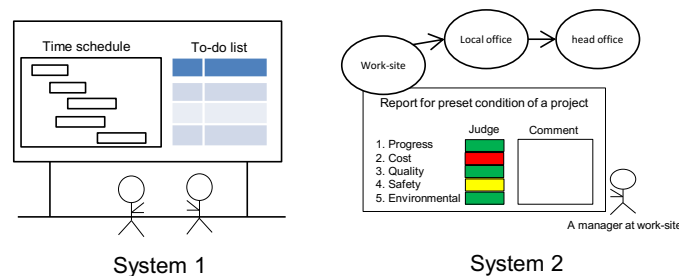 Time schedule
To-do list
System 1
Work-site
Local office
head office
Report for preset condition of a project
Judge
Comment
1. Progress
2. Cost
3. Quality
4. Safety
5. Environmental
A manager at work-site
System 2